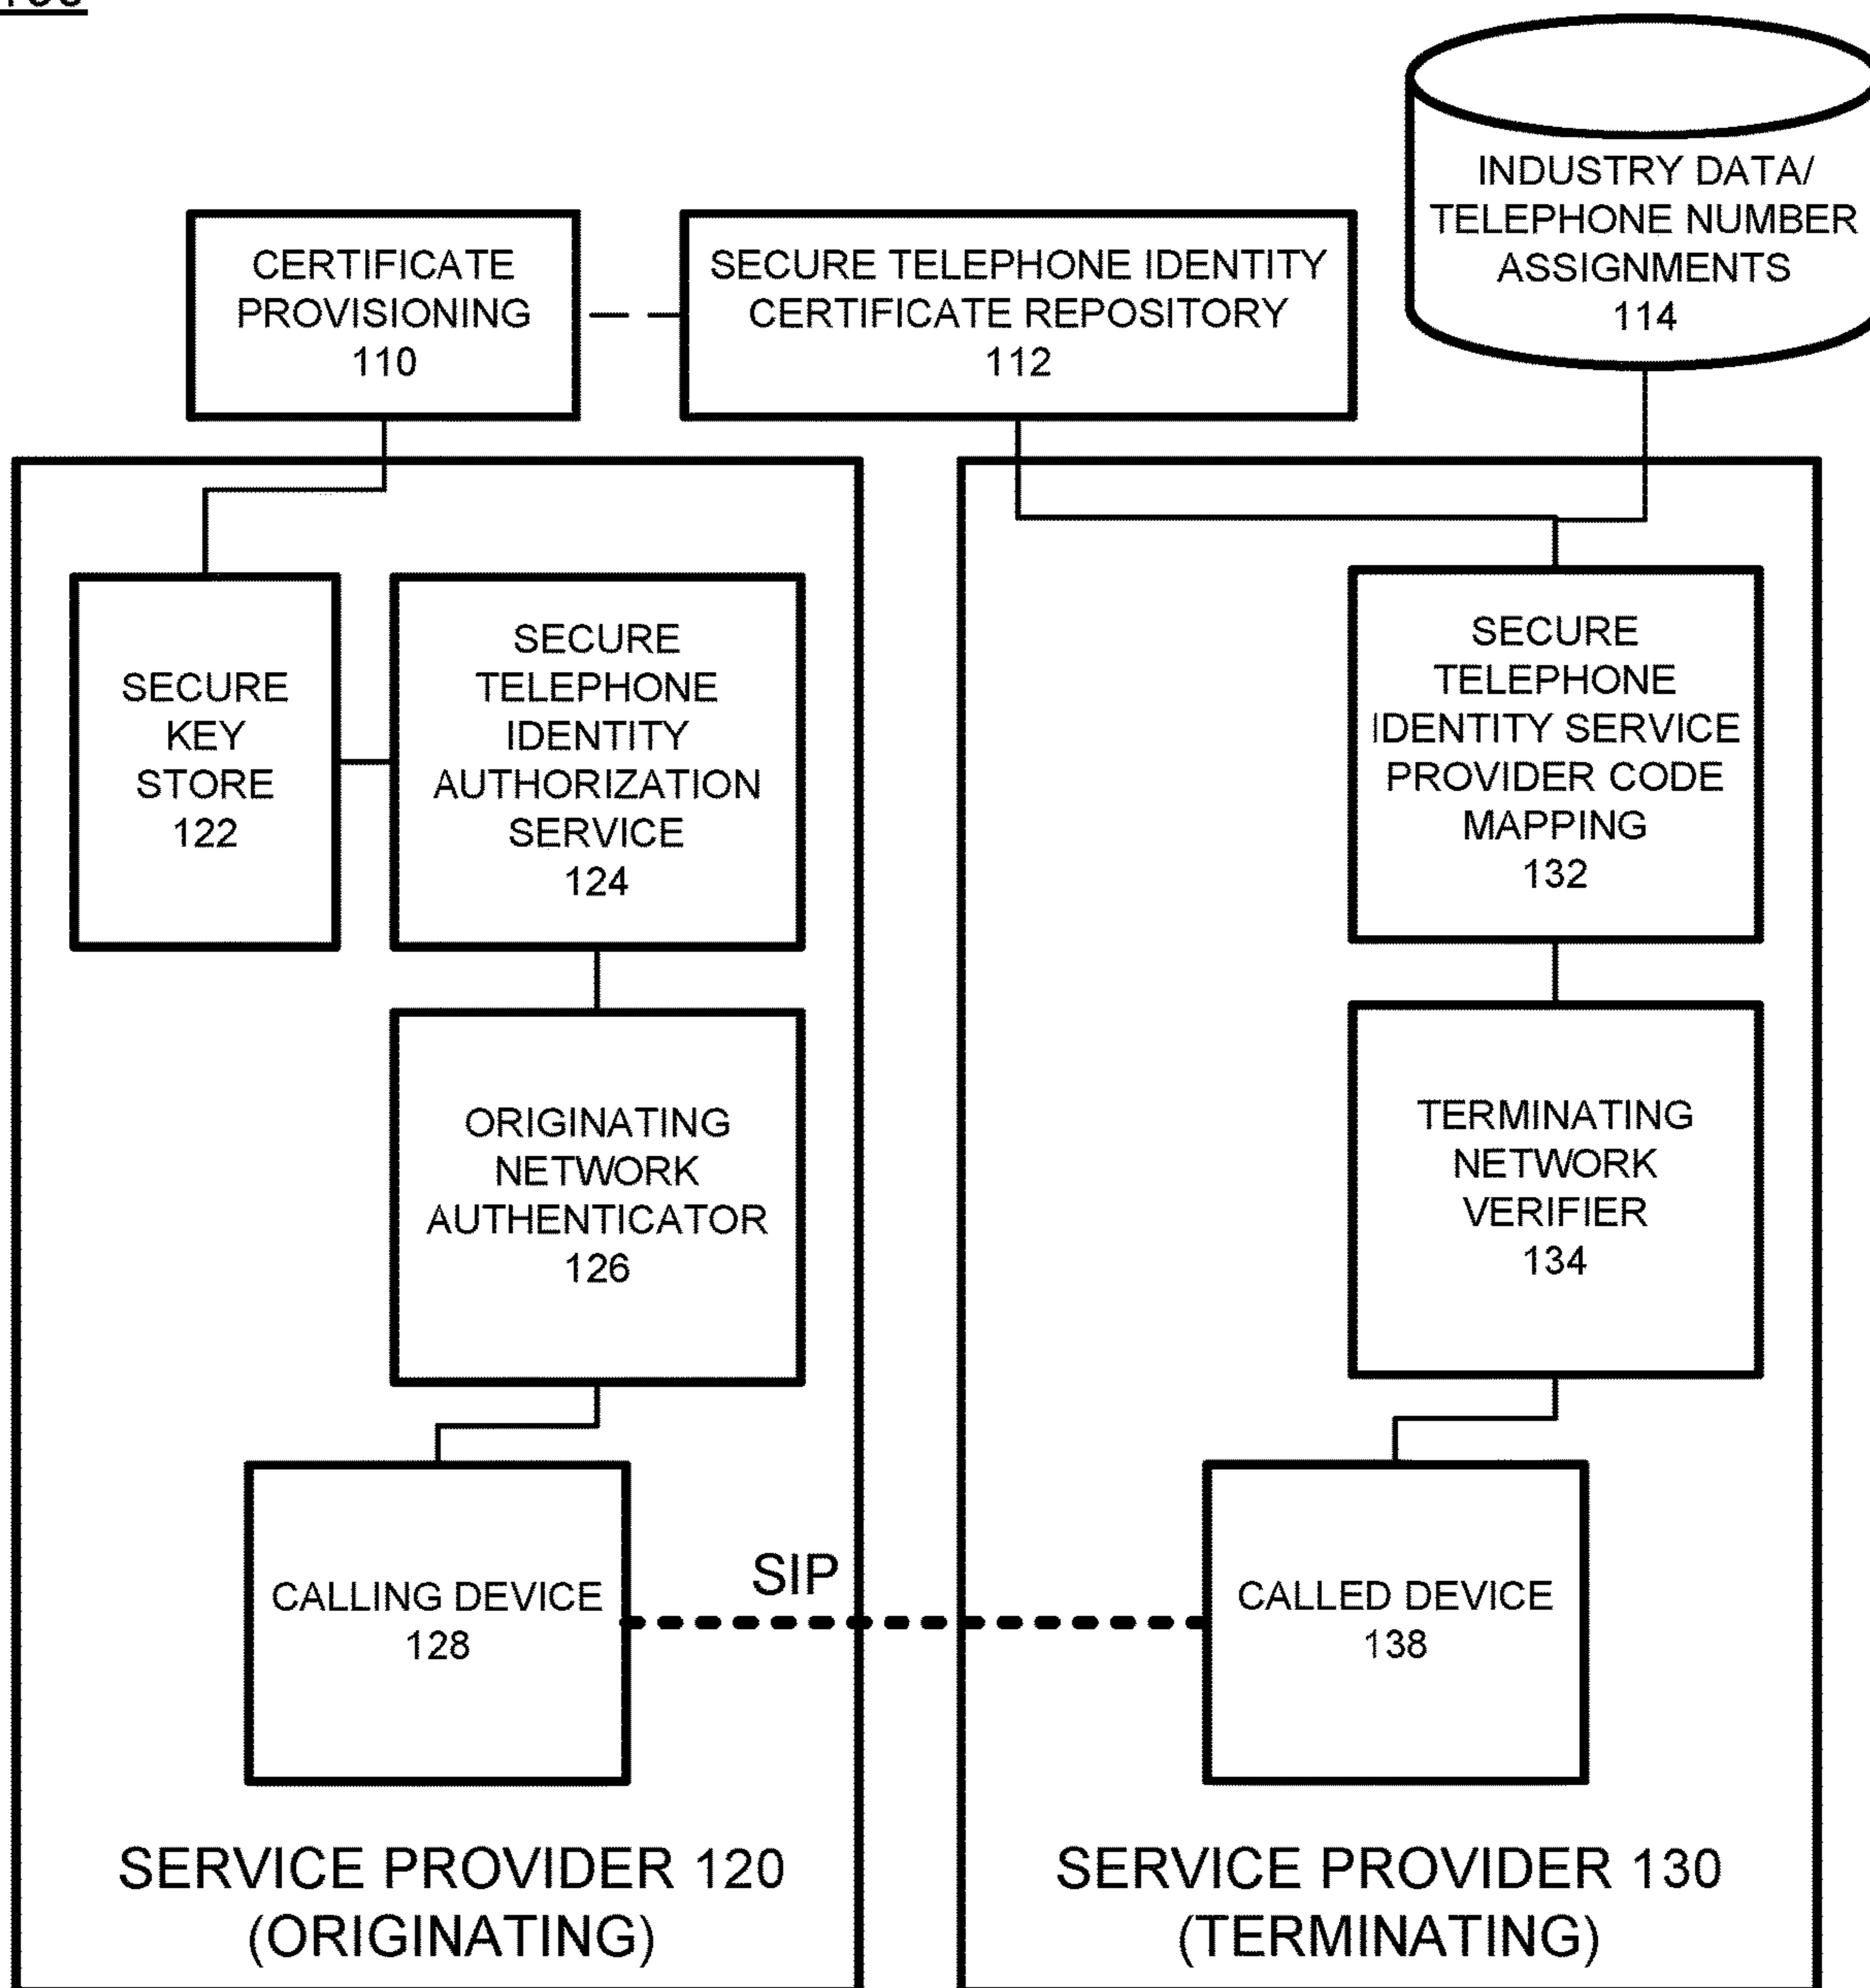 INDUSTRY DATA/
TELEPHONE NUMBER
ASSIGNMENTS
114
CERTIFICATE
PROVISIONING
110
SECURE TELEPHONE IDENTITY
CERTIFICATE REPOSITORY
112
SECURE
KEY
STORE
122
SECURE
TELEPHONE
IDENTITY
AUTHORIZATION
SERVICE
124
SECURE
TELEPHONE
IDENTITY SERVICE
PROVIDER CODE
MAPPING
132
ORIGINATING
NETWORK
AUTHENTICATOR
126
TERMINATING
NETWORK
VERIFIER
134
CALLING DEVICE
128
SIP
CALLED DEVICE
138
SERVICE PROVIDER 120
(ORIGINATING)
SERVICE PROVIDER 130
(TERMINATING)